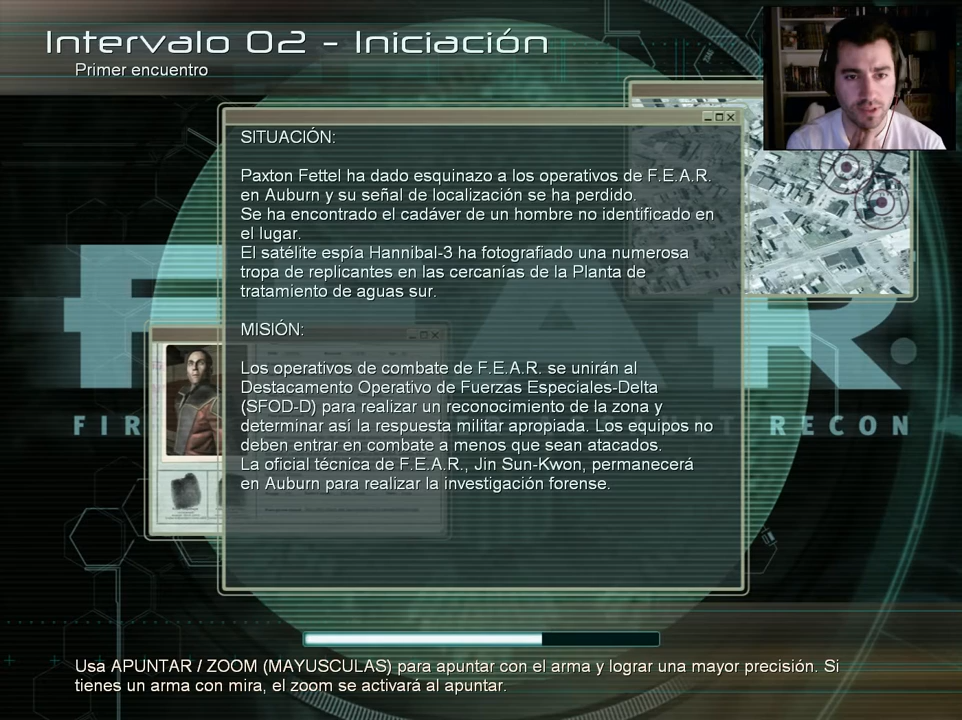 Intervalo 02 - Iniciación
Primer encuentro
SITUACIÓN:
Paxton Fettel ha dado esquinazo a los operativos de F.E.A.R.
en Auburn y su señal de localización se ha perdido.
Se ha encontrado el cadáver de un hombre no identificado en
el lugar.
El satélite espía Hannibal-3 ha fotografiado una numerosa
tropa de replicantes en las cercanías de la Planta de
tratamiento de aguas sur.
MISIÓN:
Los operativos de combate de F.E.A.R. se unirán al
Destacamento Operativo de Fuerzas Especiales-Delta
(SFOD-D) para realizar un reconocimiento de la zona y
determinar así la respuesta militar apropiada. Los equipos no
deben entrar en combate a menos que sean atacados.
La oficial técnica de F.E.A.R., Jin Sun-Kwon, permanecerá
en Auburn para realizar la investigación forense.
F.E.A.R.
RECON
Usa APUNTAR / ZOOM (MAYUSCULAS) para apuntar con el arma y lograr una mayor precisión. Si
tienes un arma con mira, el zoom se activará al apuntar.